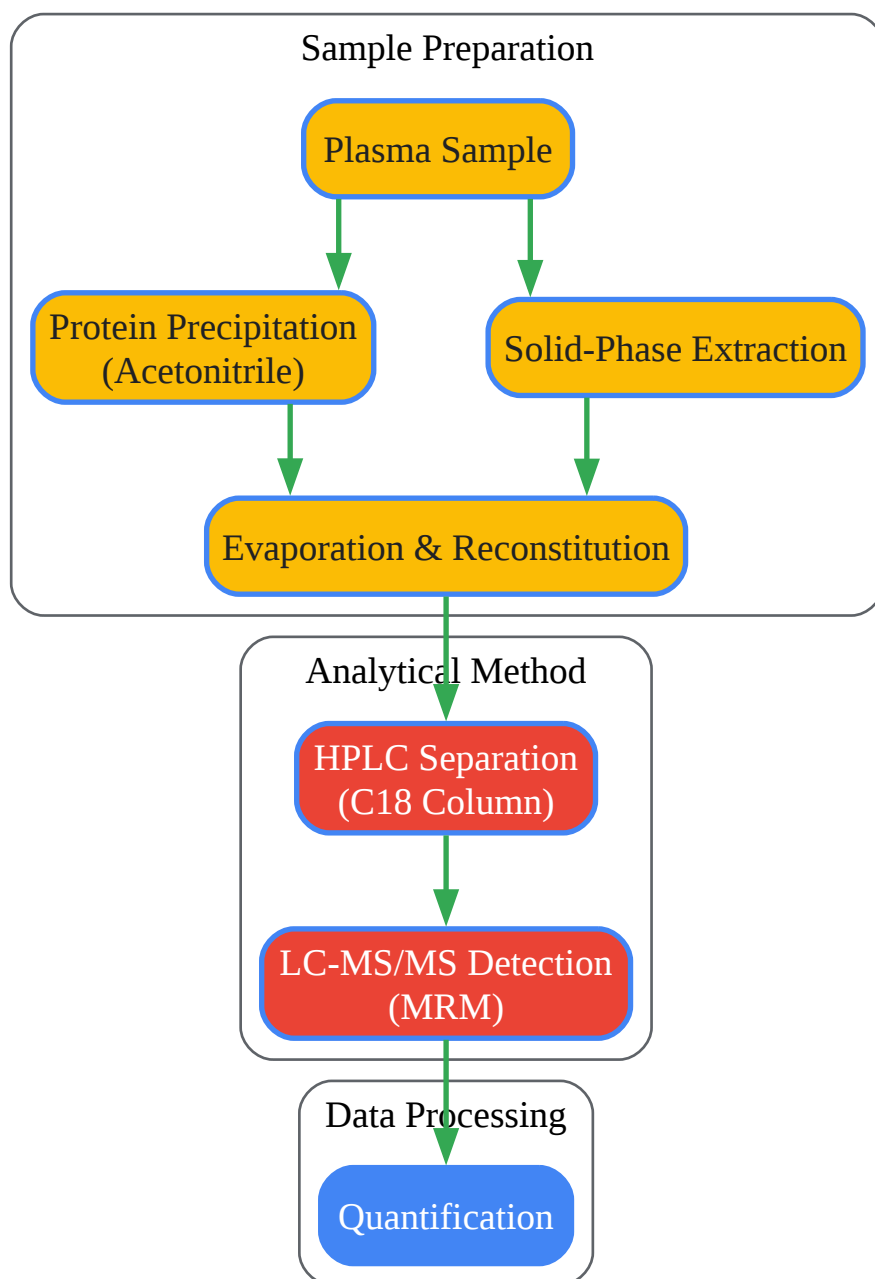 Sample Preparation
Plasma Sample
Protein Precipitation
(Acetonitrile)
Solid-Phase Extraction
Evaporation & Reconstitution
Analytical Method
HPLC Separation
(C18 Column)
LC-MS/MS Detection
(MRM)
Data Processing
Quantification